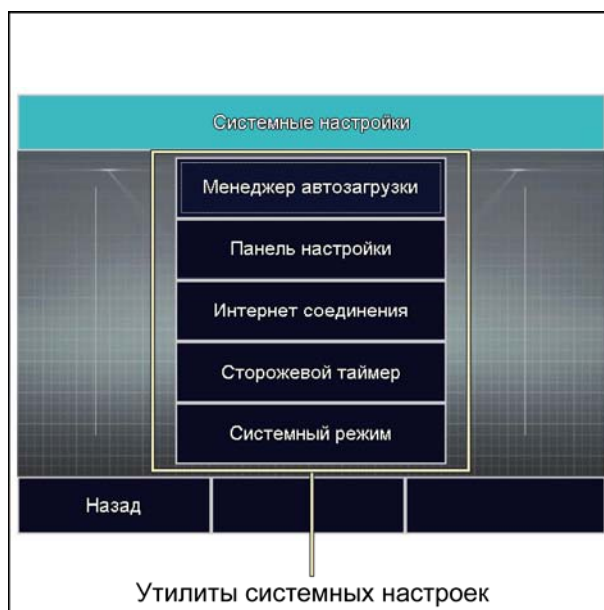 Системные настройки
Менеджер автозагрузки
Панель настройки
Интернет соединения
Сторожевой таймер
Системный режим
Назад
Утилиты системных настроек